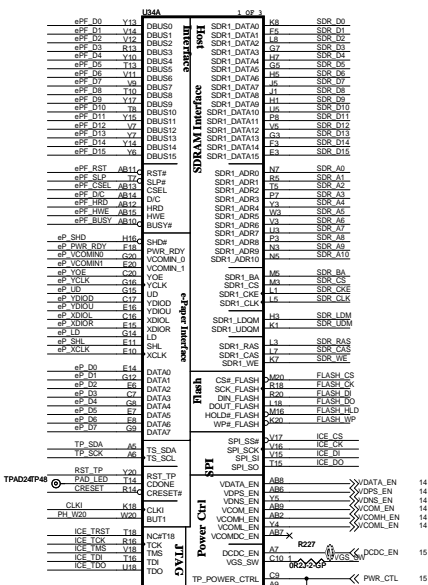 U34A 1 OF 3
ePF_D0 Y13 DBUS0 SDR1_DATA0 K8 SDR_D0
ePF_D1 V14 DBUS1 SDR1_DATA1 F5 SDR_D1
ePF_D2 V12 DBUS2 SDR1_DATA2 L8 SDR_D2
ePF_D3 R13 DBUS3 SDR1_DATA3 G7 SDR_D3
ePF_D4 Y10 DBUS4 SDR1_DATA4 H7 SDR_D4
ePF_D5 T13 DBUS5 SDR1_DATA5 G5 SDR_D5
ePF_D6 V11 DBUS6 SDR1_DATA6 H5 SDR_D6
ePF_D7 V9 DBUS7 SDR1_DATA7 J5 SDR_D7
ePF_D8 T10 DBUS8 SDR1_DATA8 J1 SDR_D8
ePF_D9 Y17 DBUS9 SDR1_DATA9 H1 SDR_D9
ePF_D10 T8 DBUS10 SDR1_DATA10 U5 SDR_D10
ePF_D11 Y15 DBUS11 SDR1_DATA11 P8 SDR_D11
ePF_D12 V7 DBUS12 SDR1_DATA12 V5 SDR_D12
ePF_D13 Y7 DBUS13 SDR1_DATA13 G3 SDR_D13
ePF_D14 Y14 DBUS14 SDR1_DATA14 F3 SDR_D14
ePF_D15 Y6 DBUS15 SDR1_DATA15 E3 SDR_D15
Host Interface
SDRAM Interface
ePF_RST AB11 RST# SDR1_ADR0 N7 SDR_A0
ePF_SLP T7 SLP# SDR1_ADR1 R5 SDR_A1
ePF_CSEL AB13 CSEL SDR1_ADR2 T5 SDR_A2
ePF_D/C AB14 D/C SDR1_ADR3 P7 SDR_A3
ePF_HRD AB12 HRD SDR1_ADR4 Y3 SDR_A4
ePF_HWE AB15 HWE SDR1_ADR5 W3 SDR_A5
ePF_BUSY AB10 BUSY# SDR1_ADR6 V3 SDR_A6
SDR1_ADR7 U3 SDR_A7
eP_SHD H16 SHD# SDR1_ADR8 P3 SDR_A8
eP_PWR_RDY F18 PWR_RDY SDR1_ADR9 N3 SDR_A9
eP_VCOMIN0 G20 VCOMIN_0 SDR1_ADR10 N5 SDR_A10
eP_VCOMIN1 E20 VCOMIN_1
eP_YOE C20 YOE SDR1_BA M5 SDR_BA
eP_YCLK G16 YCLK SDR1_CS M3 SDR_CS
eP_UD G15 UD SDR1_CKE L1 SDR_CKE
eP_YDIOD C17 YDIOD SDR1_CLK L5 SDR_CLK
eP_YDIOU E16 YDIOU
eP_XDIOL C16 XDIOL SDR1_LDQM H3 SDR_LDM
eP_XDIOR E15 XDIOR SDR1_UDQM K1 SDR_UDM
eP_LD G14 LD
eP_SHL E11 SHL SDR1_RAS L3 SDR_RAS
eP_XCLK E10 XCLK SDR1_CAS L7 SDR_CAS
SDR1_WE K7 SDR_WE
e-Paper Interface
eP_D0 E14 DATA0
eP_D1 G12 DATA1 CS#_FLASH M20 FLASH_CS
eP_D2 E6 DATA2 SCK_FLASH R18 FLASH_CK
eP_D3 C7 DATA3 DIN_FLASH R20 FLASH_DI
eP_D4 G8 DATA4 DOUT_FLASH L18 FLASH_DO
eP_D5 E7 DATA5 HOLD#_FLASH M16 FLASH_HLD
eP_D6 E8 DATA6 WP#_FLASH K20 FLASH_WP
eP_D7 G9 DATA7
Flash
TP_SDA A5 TS_SDA SPI_SS# V17 ICE_CS
TP_SCK A6 TS_SCL SPI_SCK V16 ICE_CK
SPI_SI V15 ICE_DI
SPI_SO T15 ICE_DO
SPI
RST_TP Y20 RST_TP
TPAD24TP48 PAD_LED T14 CDONE VDATA_EN AB8 VDATA_EN 14
CRESET R14 CRESET# VDPS_EN AB6 VDPS_EN 14
VDNS_EN Y5 VDNS_EN 14
CLKI K18 CLKI VCOM_EN AB9 VCOM_EN 14
PH_W20 W20 BUT1 VCOMH_EN AB2 VCOMH_EN 14
VCOML_EN Y4 VCOML_EN 14
ICE_TRST T18 NC#T18 VCOMDC_EN AB7
ICE_TCK R16 TCK R227
ICE_TMS V18 TMS DCDC_EN A7 DCDC_EN 15
ICE_TDI T16 TDI VGS_SW C10 1 2 VGS_SW
ICE_TDO U18 TDO 0R2J-2-GP
JTAG
Power Ctrl
TP_POWER_CTRL C9 PWR_CTL 15
A9